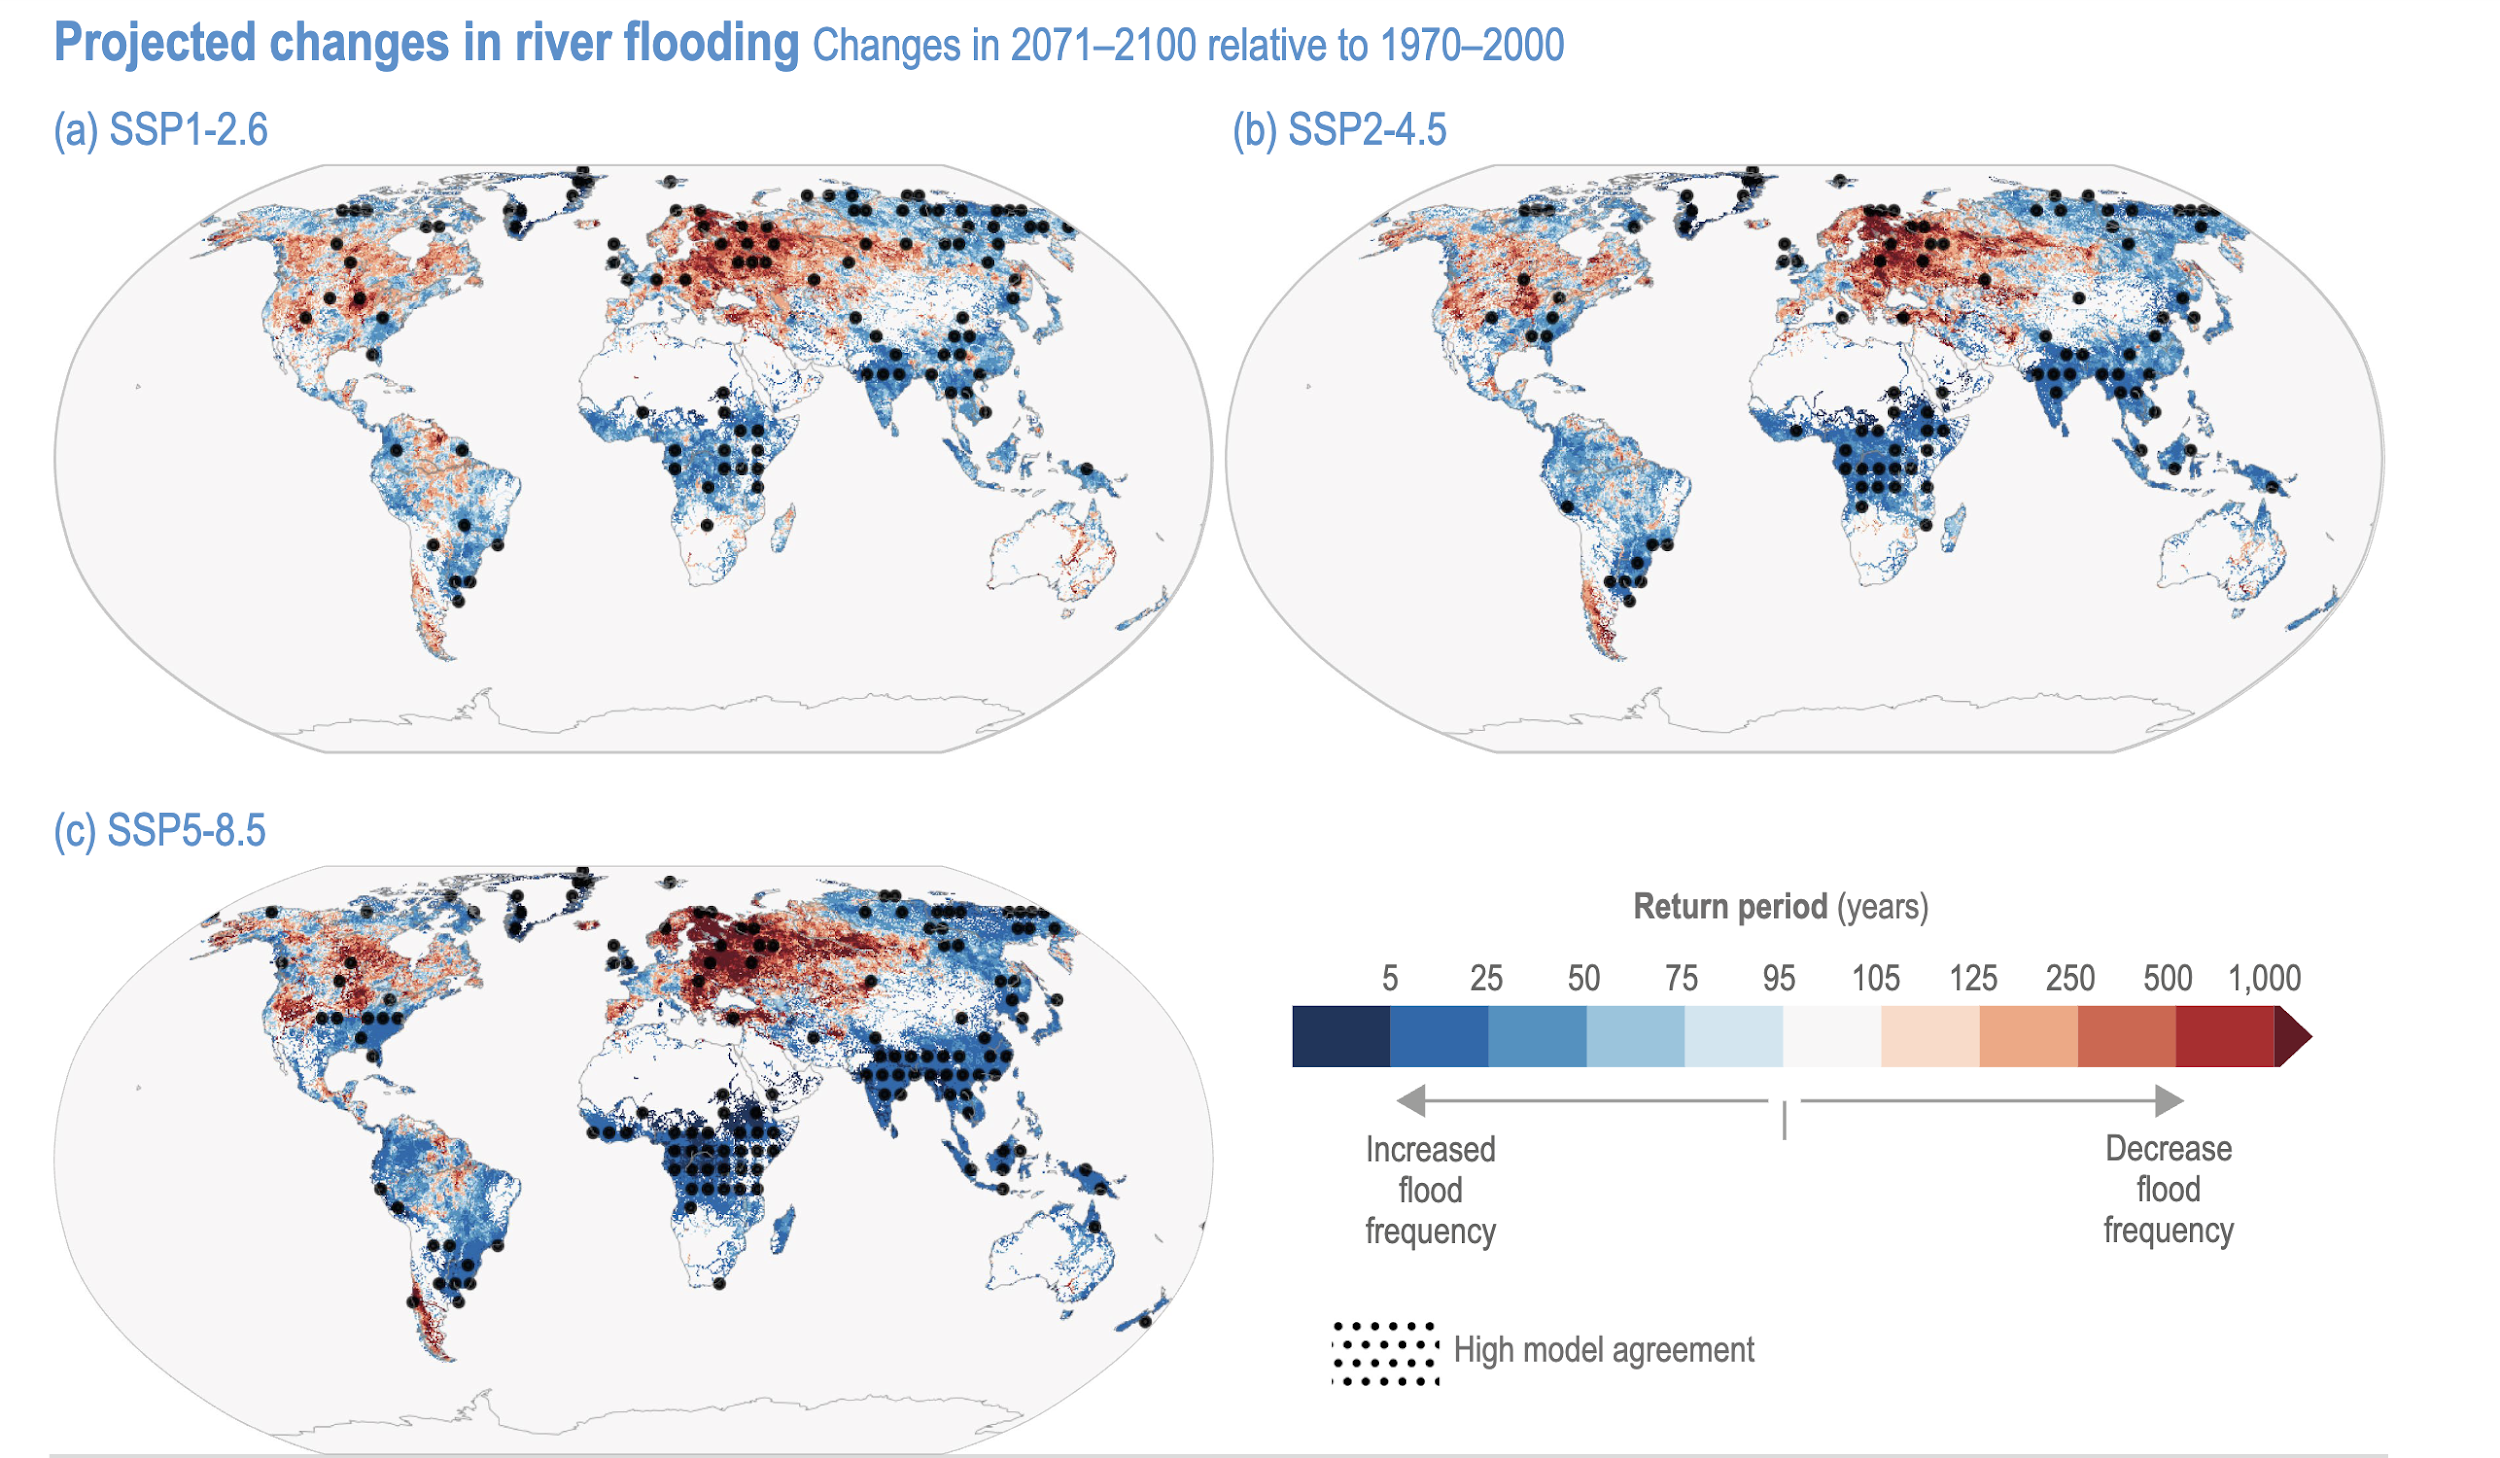 Projected changes in river flooding Changes in 2071–2100 relative to 1970–2000
(a) SSP1-2.6
(b) SSP2-4.5
(c) SSP5-8.5
Return period (years)
5 25 50 75 95 105 125 250 500 1,000
Increased
flood
frequency
Decrease
flood
frequency
High model agreement